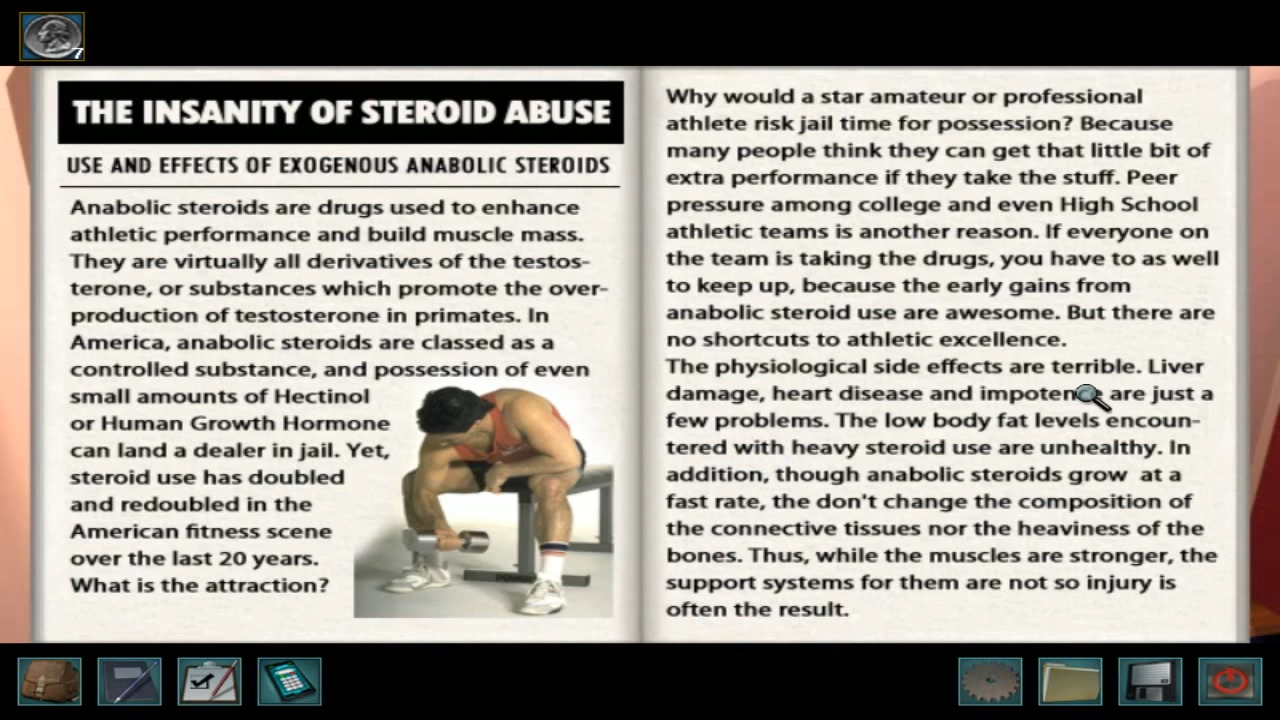 7
THE INSANITY OF STEROID ABUSE
USE AND EFFECTS OF EXOGENOUS ANABOLIC STEROIDS
Anabolic steroids are drugs used to enhance
athletic performance and build muscle mass.
They are virtually all derivatives of the testos-
terone, or substances which promote the over-
production of testosterone in primates. In
America, anabolic steroids are classed as a
controlled substance, and possession of even
small amounts of Hectinol
or Human Growth Hormone
can land a dealer in jail. Yet,
steroid use has doubled
and redoubled in the
American fitness scene
over the last 20 years.
What is the attraction?
Why would a star amateur or professional
athlete risk jail time for possession? Because
many people think they can get that little bit of
extra performance if they take the stuff. Peer
pressure among college and even High School
athletic teams is another reason. If everyone on
the team is taking the drugs, you have to as well
to keep up, because the early gains from
anabolic steroid use are awesome. But there are
no shortcuts to athletic excellence.
The physiological side effects are terrible. Liver
damage, heart disease and impotence are just a
few problems. The low body fat levels encoun-
tered with heavy steroid use are unhealthy. In
addition, though anabolic steroids grow at a
fast rate, the don't change the composition of
the connective tissues nor the heaviness of the
bones. Thus, while the muscles are stronger, the
support systems for them are not so injury is
often the result.